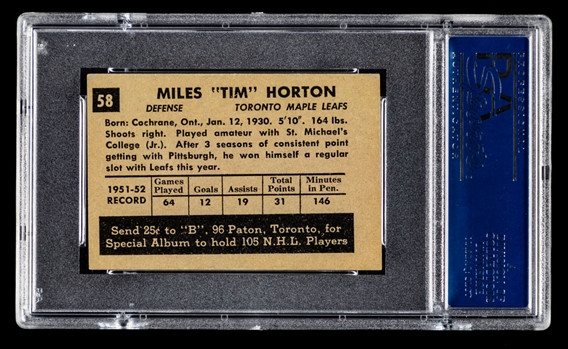 58
MILES "TIM" HORTON
DEFENSE TORONTO MAPLE LEAFS
Born: Cochrane, Ont., Jan. 12, 1930. 5'10". 164 lbs.
Shoots right. Played amateur with St. Michael's
College (Jr.). After 3 seasons of consistent point
getting with Pittsburgh, he won himself a regular
slot with Leafs this year.
1951-52 RECORD
Games Played Goals Assists Total Points Minutes in Pen.
64 12 19 31 146
Send 25¢ to "B", 96 Paton, Toronto, for
Special Album to hold 105 N.H.L. Players
PSA